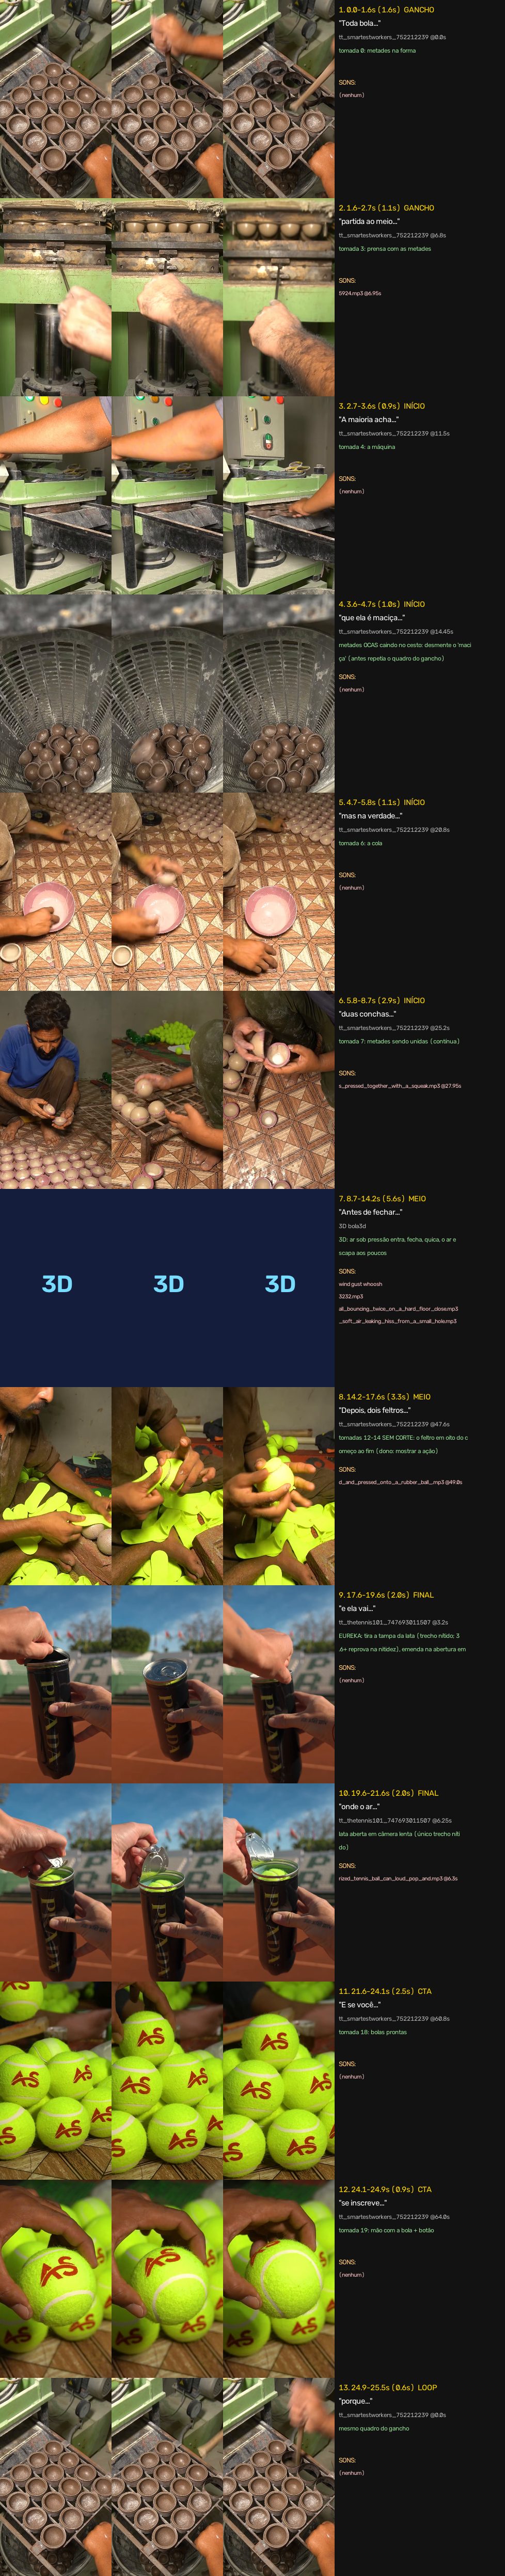 1. 0.0-1.6s (1.6s) GANCHO
"Toda bola..."
tt_smartestworkers_752212239 @0.0s
tomada 0: metades na forma
SONS:
(nenhum)
2. 1.6-2.7s (1.1s) GANCHO
"partida ao meio..."
tt_smartestworkers_752212239 @6.8s
tomada 3: prensa com as metades
SONS:
5924.mp3 @6.95s
3. 2.7-3.6s (0.9s) INÍCIO
"A maioria acha..."
tt_smartestworkers_752212239 @11.5s
tomada 4: a máquina
SONS:
(nenhum)
4. 3.6-4.7s (1.0s) INÍCIO
"que ela é maciça..."
tt_smartestworkers_752212239 @14.45s
metades OCAS caindo no cesto: desmente o 'maci
ça' (antes repetia o quadro do gancho)
SONS:
(nenhum)
5. 4.7-5.8s (1.1s) INÍCIO
"mas na verdade..."
tt_smartestworkers_752212239 @20.8s
tomada 6: a cola
SONS:
(nenhum)
6. 5.8-8.7s (2.9s) INÍCIO
"duas conchas..."
tt_smartestworkers_752212239 @25.2s
tomada 7: metades sendo unidas (contínua)
SONS:
s_pressed_together_with_a_squeak.mp3 @27.95s
3D 3D 3D
7. 8.7-14.2s (5.6s) MEIO
"Antes de fechar..."
3D bola3d
3D: ar sob pressão entra, fecha, quica, o ar e
scapa aos poucos
SONS:
wind gust whoosh
3232.mp3
all_bouncing_twice_on_a_hard_floor_close.mp3
_soft_air_leaking_hiss_from_a_small_hole.mp3
8. 14.2-17.6s (3.3s) MEIO
"Depois, dois feltros..."
tt_smartestworkers_752212239 @47.6s
tomadas 12-14 SEM CORTE: o feltro em oito do c
omeço ao fim (dono: mostrar a ação)
SONS:
d_and_pressed_onto_a_rubber_ball_.mp3 @49.0s
9. 17.6-19.6s (2.0s) FINAL
"e ela vai..."
tt_thetennis101_747693011507 @3.2s
EUREKA: tira a tampa da lata (trecho nítido; 3
.6+ reprova na nitidez), emenda na abertura em
SONS:
(nenhum)
10. 19.6-21.6s (2.0s) FINAL
"onde o ar..."
tt_thetennis101_747693011507 @6.25s
lata aberta em câmera lenta (único trecho níti
do)
SONS:
rized_tennis_ball_can_loud_pop_and.mp3 @6.3s
AS AS AS
11. 21.6-24.1s (2.5s) CTA
"E se você..."
tt_smartestworkers_752212239 @60.8s
tomada 18: bolas prontas
SONS:
(nenhum)
AS AS
12. 24.1-24.9s (0.9s) CTA
"se inscreve..."
tt_smartestworkers_752212239 @64.0s
tomada 19: mão com a bola + botão
SONS:
(nenhum)
13. 24.9-25.5s (0.6s) LOOP
"porque..."
tt_smartestworkers_752212239 @0.0s
mesmo quadro do gancho
SONS:
(nenhum)